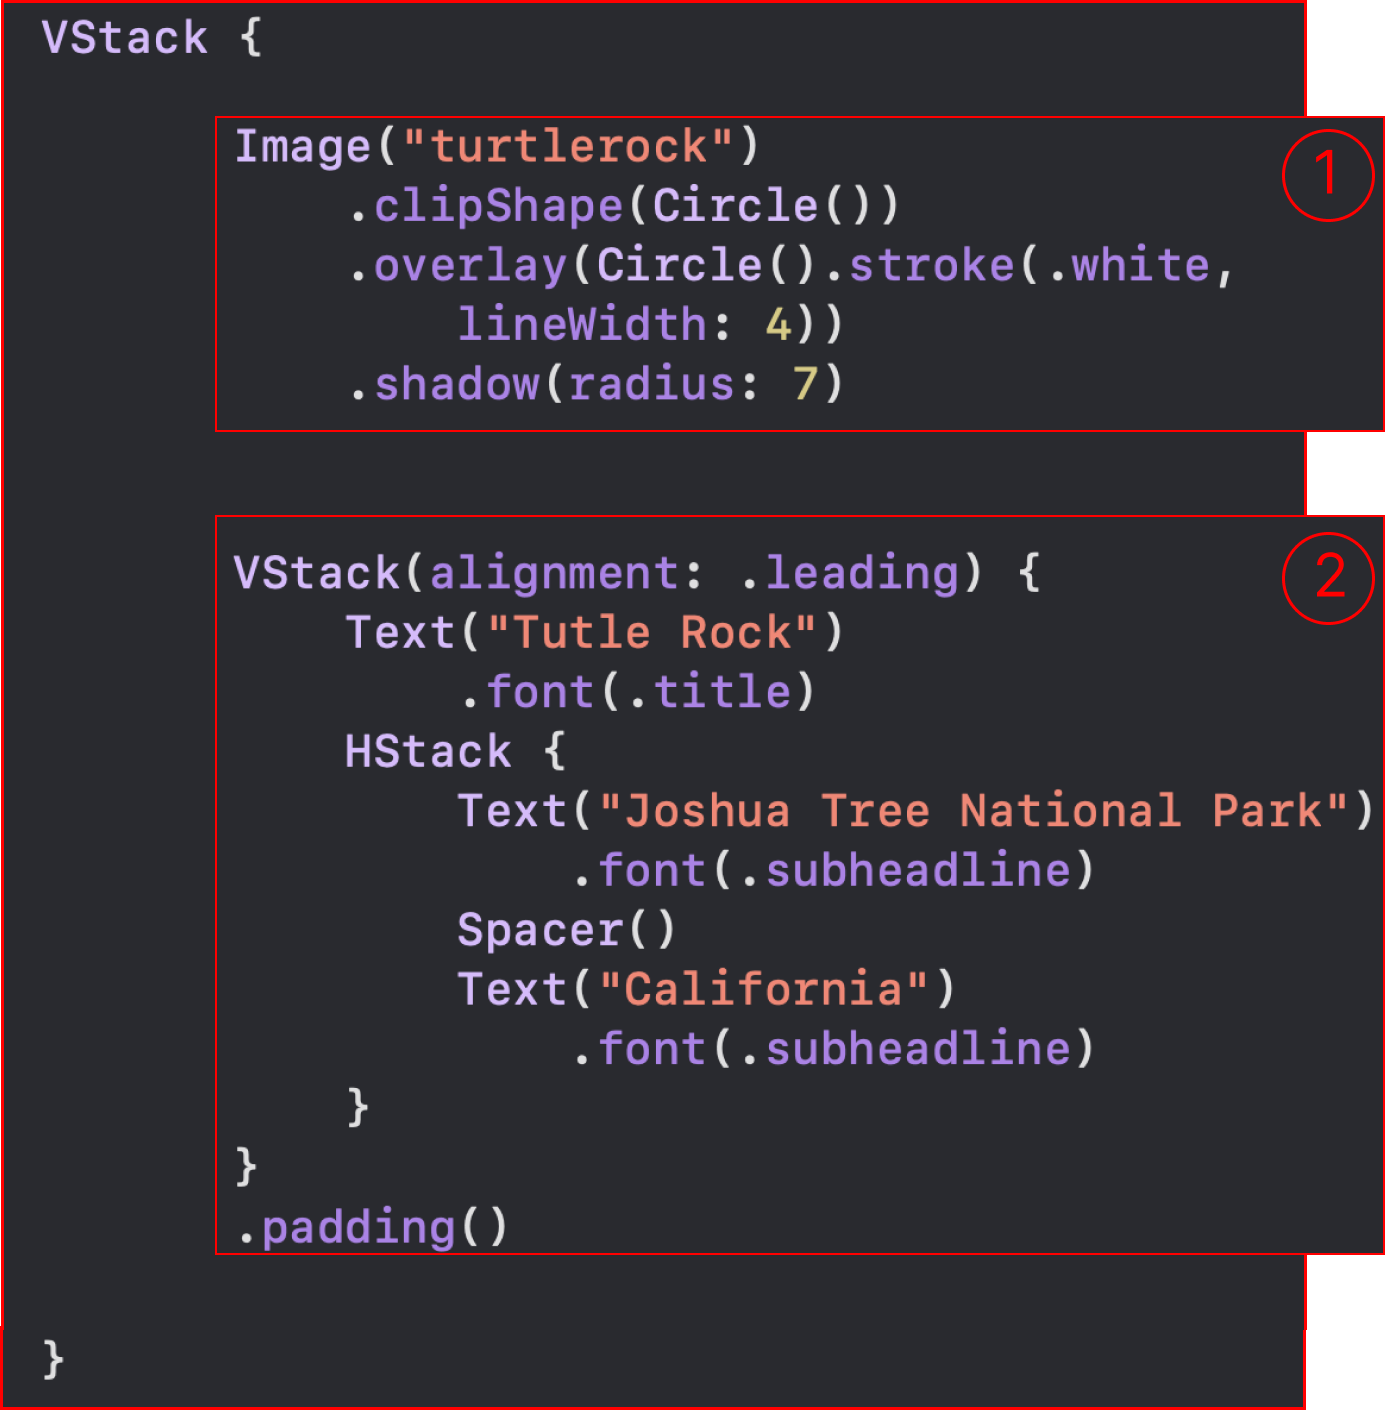 VStack {
Image("turtlerock")
.clipShape(Circle())
.overlay(Circle().stroke(.white,
lineWidth: 4))
.shadow(radius: 7)
1
VStack(alignment: .leading) {
Text("Tutle Rock")
.font(.title)
HStack {
Text("Joshua Tree National Park")
.font(.subheadline)
Spacer()
Text("California")
.font(.subheadline)
}
}
.padding()
2
}